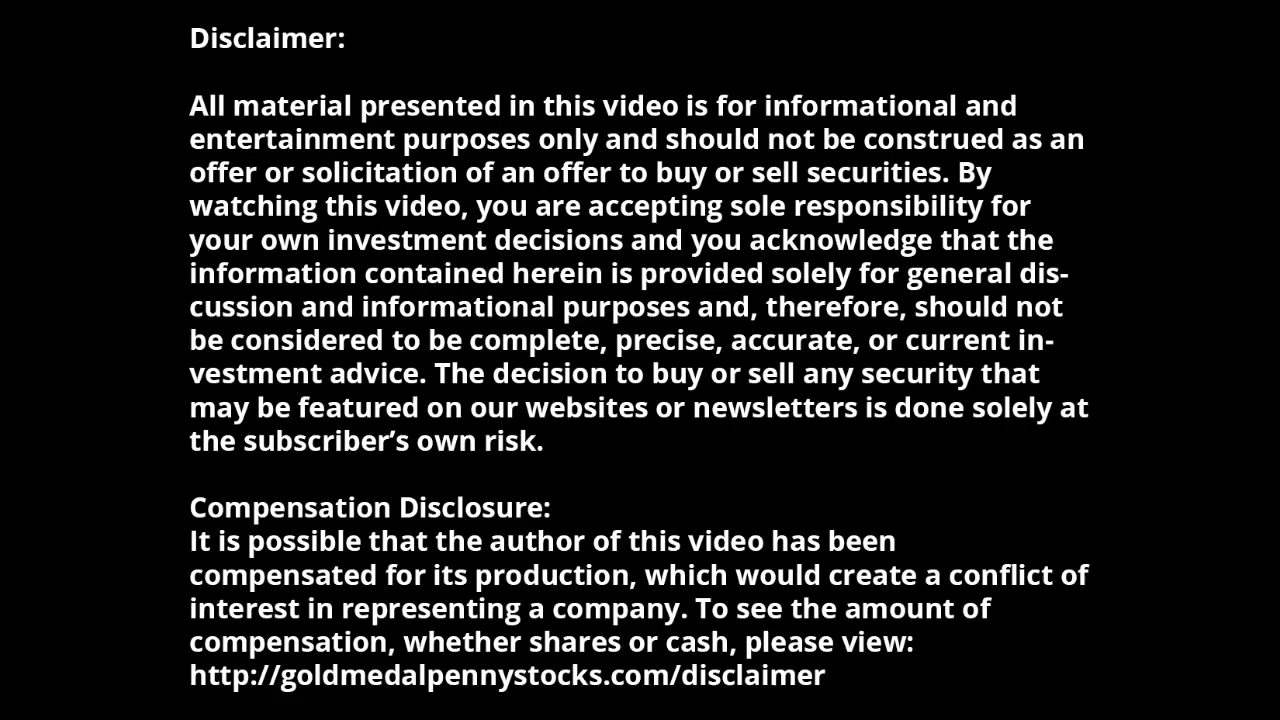 Disclaimer:
All material presented in this video is for informational and
entertainment purposes only and should not be construed as an
offer or solicitation of an offer to buy or sell securities. By
watching this video, you are accepting sole responsibility for
your own investment decisions and you acknowledge that the
information contained herein is provided solely for general dis-
cussion and informational purposes and, therefore, should not
be considered to be complete, precise, accurate, or current in-
vestment advice. The decision to buy or sell any security that
may be featured on our websites or newsletters is done solely at
the subscriber’s own risk.
Compensation Disclosure:
It is possible that the author of this video has been
compensated for its production, which would create a conflict of
interest in representing a company. To see the amount of
compensation, whether shares or cash, please view:
http://goldmedalpennystocks.com/disclaimer